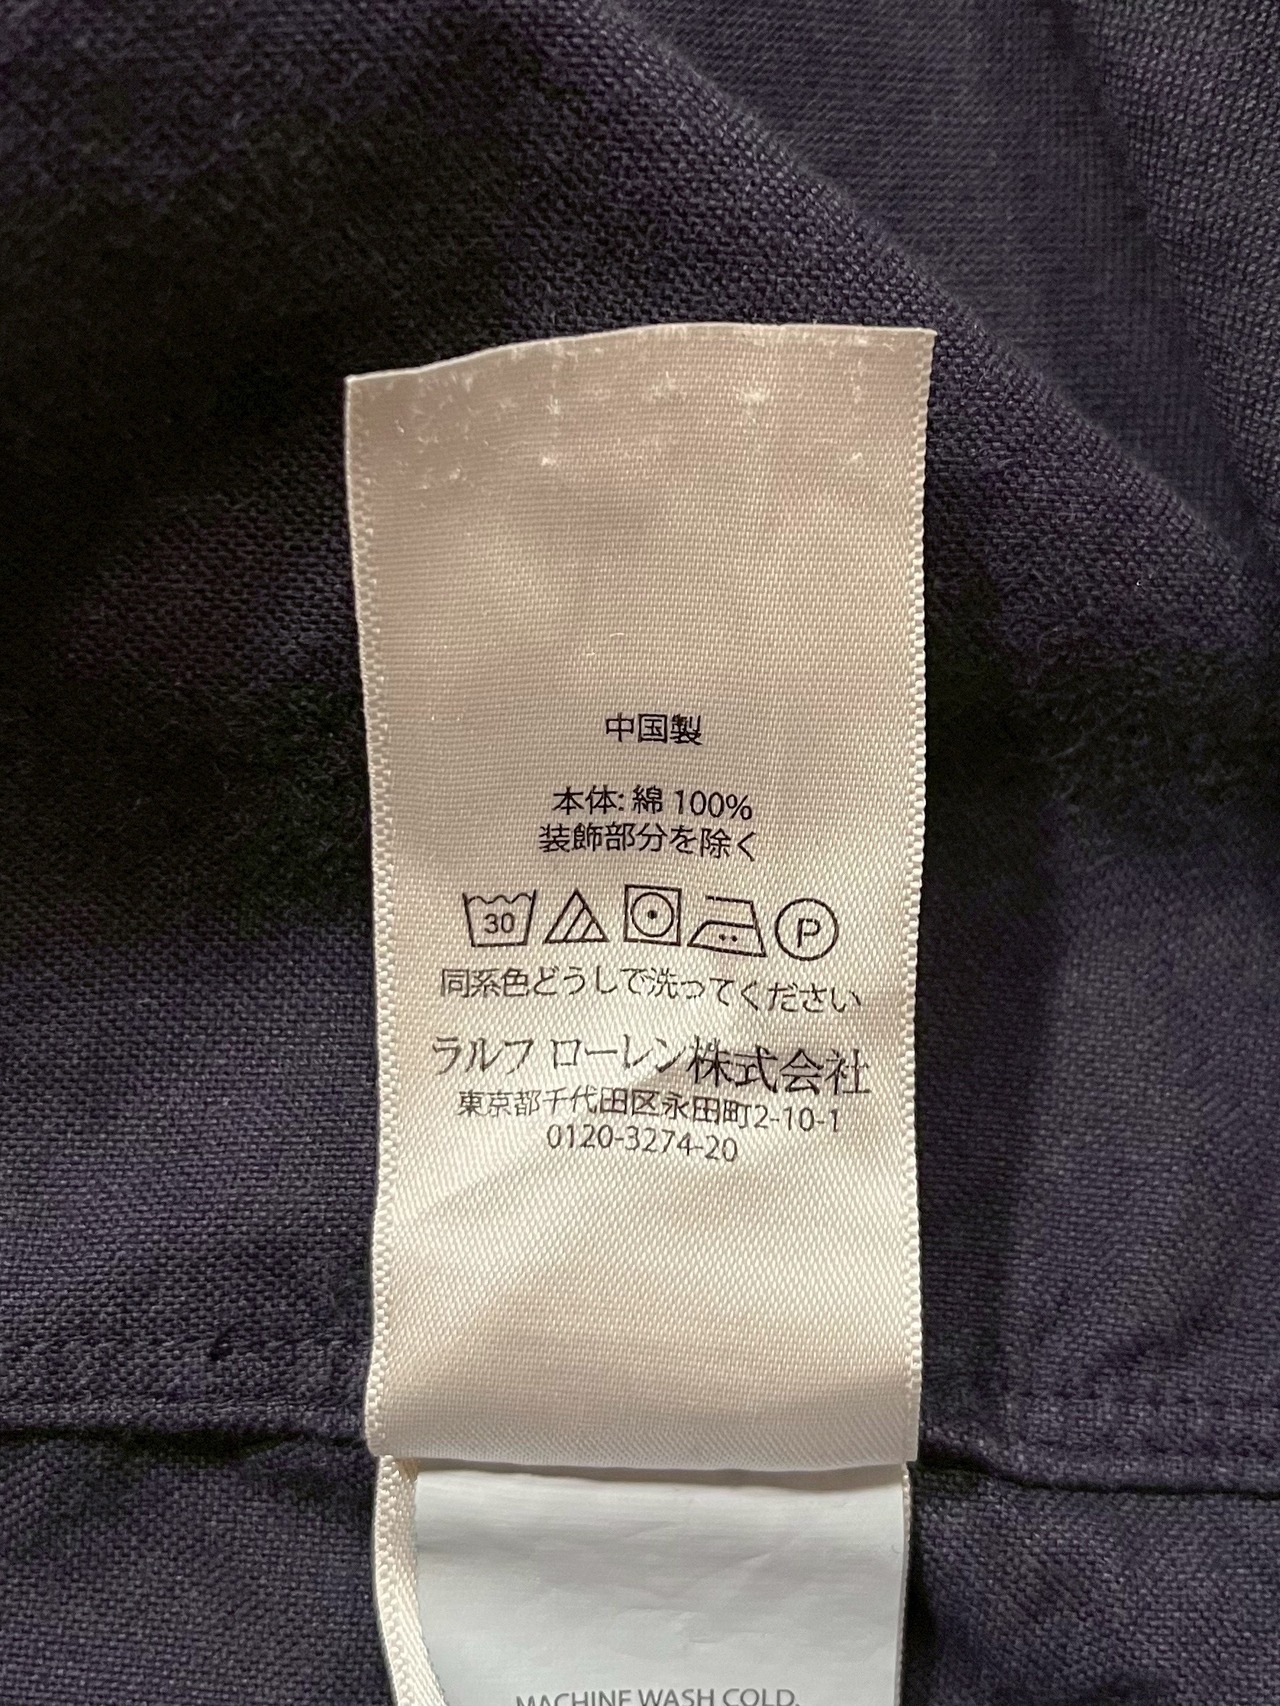 中国製
本体: 綿 100%
装飾部分を除く
30 P
同系色どうしで洗ってください
ラルフ ローレン株式会社
東京都千代田区永田町2-10-1
0120-3274-20
MACHINE WASH COLD.